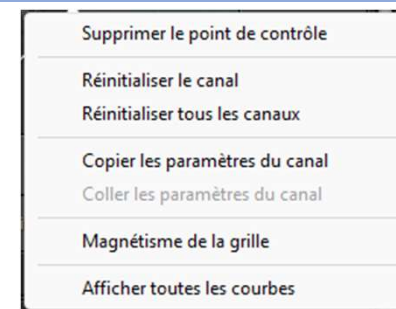 Supprimer le point de contrôle
Réinitialiser le canal
Réinitialiser tous les canaux
Copier les paramètres du canal
Coller les paramètres du canal
Magnétisme de la grille
Afficher toutes les courbes